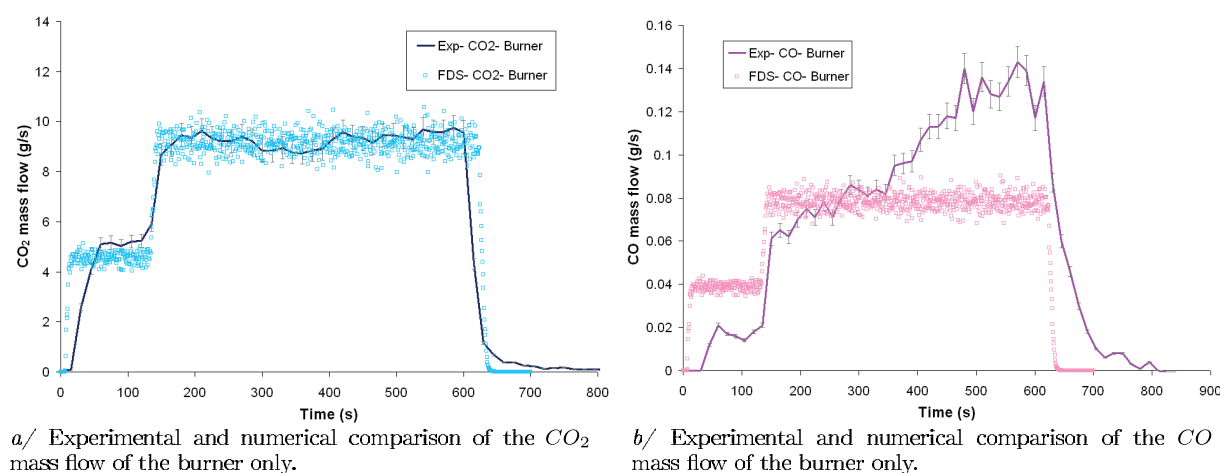 14
12
10
8
6
4
2
0
CO₂ mass flow (g/s)
Exp- CO2- Burner
FDS- CO2- Burner
0 100 200 300 400 500 600 700 800
Time (s)
a/ Experimental and numerical comparison of the CO₂
mass flow of the burner only.
0.16
0.14
0.12
0.1
0.08
0.06
0.04
0.02
0
CO mass flow (g/s)
Exp- CO- Burner
FDS- CO- Burner
0 100 200 300 400 500 600 700 800 900
Time (s)
b/ Experimental and numerical comparison of the CO
mass flow of the burner only.